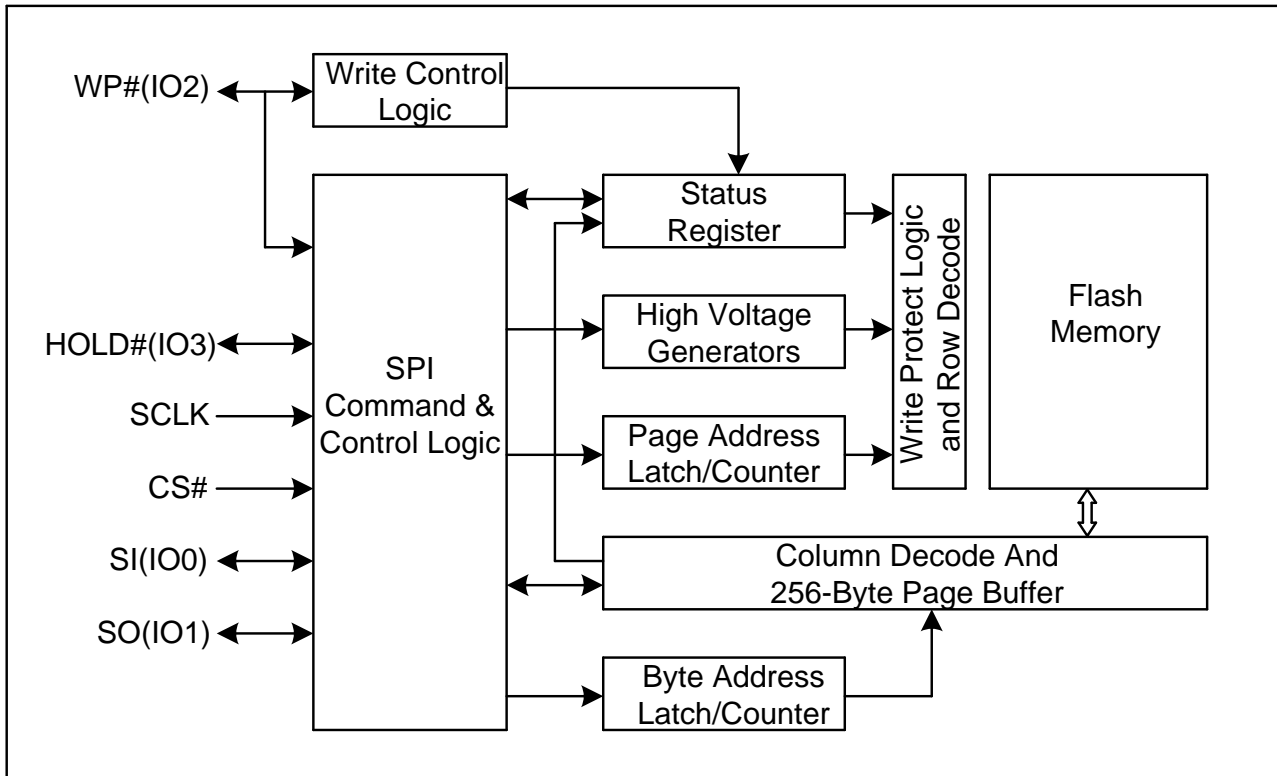 WP#(IO2)
Write Control
Logic
HOLD#(IO3)
SCLK
CS#
SI(IO0)
SO(IO1)
SPI
Command &
Control Logic
Status
Register
High Voltage
Generators
Page Address
Latch/Counter
Write Protect Logic
and Row Decode
Flash
Memory
Column Decode And
256-Byte Page Buffer
Byte Address
Latch/Counter